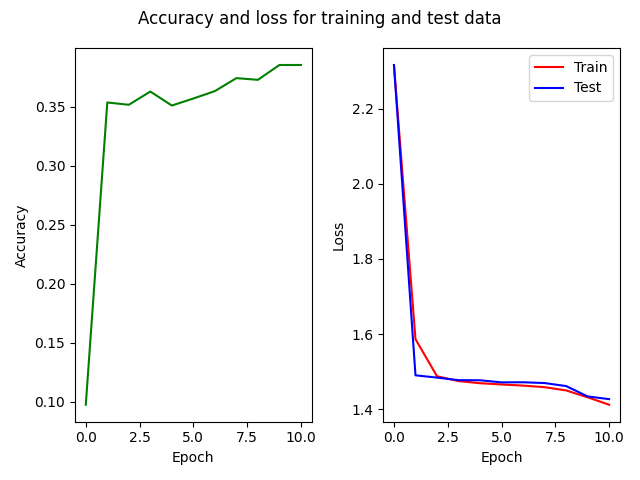 Accuracy and loss for training and test data
Accuracy
0.35
0.30
0.25
0.20
0.15
0.10
0.0 2.5 5.0 7.5 10.0
Epoch
Loss
2.2
2.0
1.8
1.6
1.4
0.0 2.5 5.0 7.5 10.0
Epoch
Train
Test